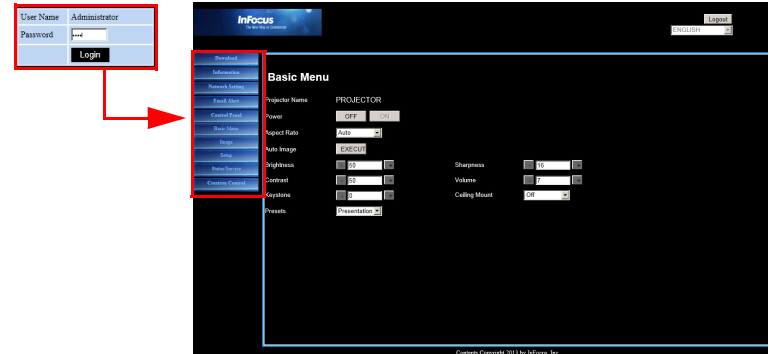 User Name Administrator
Password ••••
Login
InFocus
Logout
ENGLISH
Download
Information
Network Setting
Email Alert
Control Panel
Basic Menu
Image
Setup
Status/Service
Crestron Control
Basic Menu
Projector Name PROJECTOR
Power OFF ON
Aspect Rato Auto
Auto Image EXECUT
Brightness - 50 + Sharpness - 16 +
Contrast - 50 + Volume - 7 +
Keystone - 0 + Ceiling Mount Off
Presets Presentation
Contents Copyright 2013 by InFocus, Inc